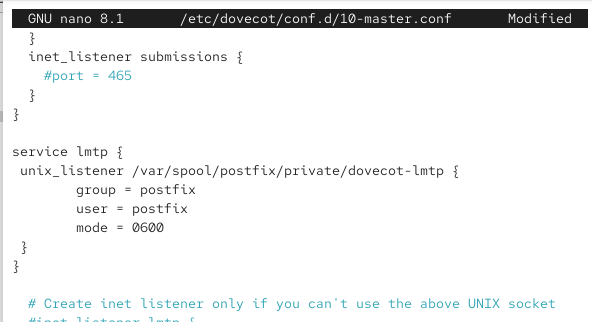 GNU nano 8.1 /etc/dovecot/conf.d/10-master.conf Modified
}
inet_listener submissions {
#port = 465
}
}
service lmtp {
unix_listener /var/spool/postfix/private/dovecot-lmtp {
group = postfix
user = postfix
mode = 0600
}
}
# Create inet listener only if you can't use the above UNIX socket
#inet_listener lmtp {